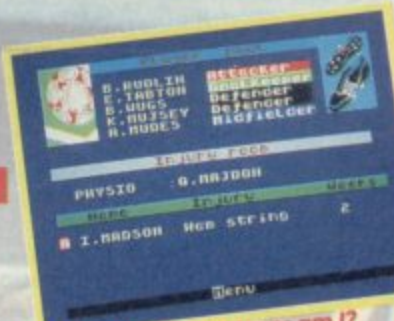 B.RUDLIN Attacker
E.TABTON Goalkeeper
B.WUGS Defender
K.MUJSEY Defender
R.MUDES Midfielder
Injury room
PHYSIO :G.MAJDOH
Name Injury Weeks
I.MADSON Ham string 2
Menu